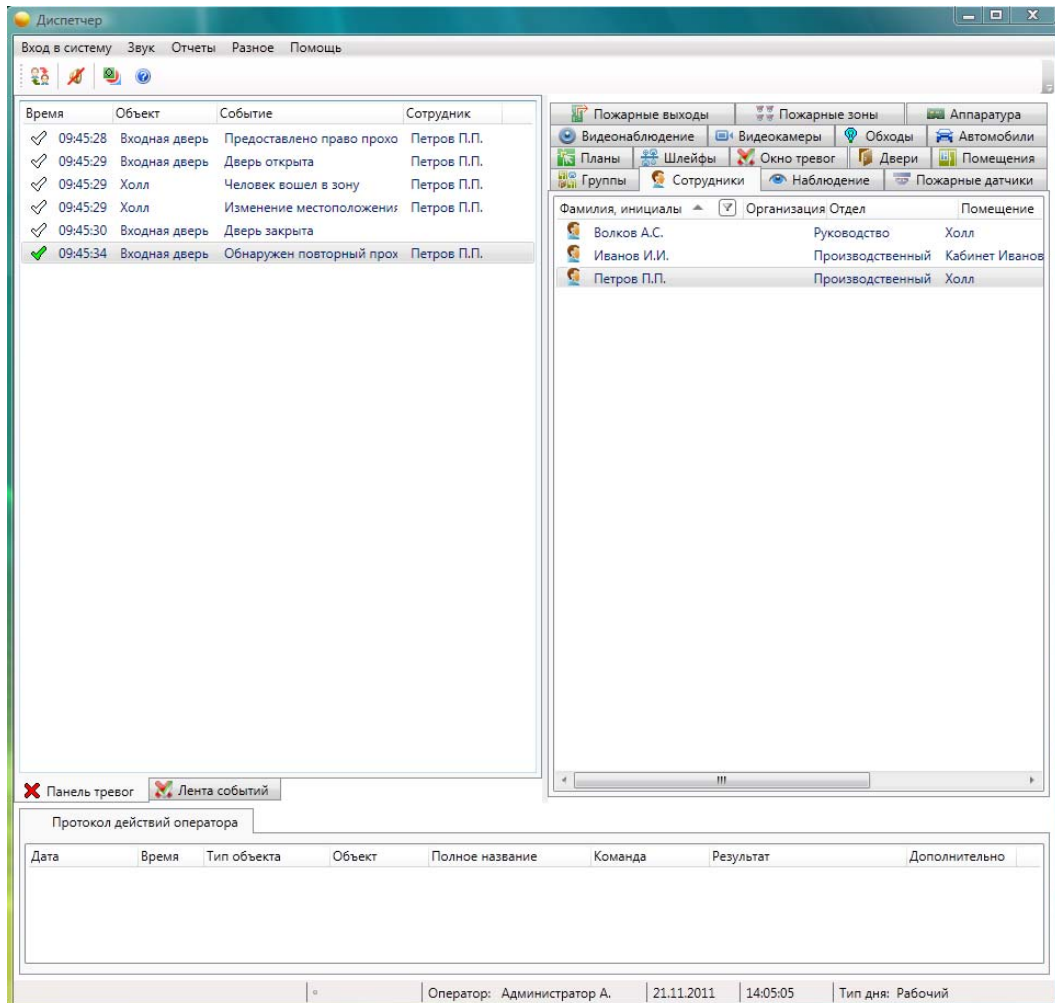 Диспетчер
Вход в систему Звук Отчеты Разное Помощь
Время Объект Событие Сотрудник
09:45:28 Входная дверь Предоставлено право прохо Петров П.П.
09:45:29 Входная дверь Дверь открыта Петров П.П.
09:45:29 Холл Человек вошел в зону Петров П.П.
09:45:29 Холл Изменение местоположения Петров П.П.
09:45:30 Входная дверь Дверь закрыта
09:45:34 Входная дверь Обнаружен повторный прох Петров П.П.
Панель тревог Лента событий
Пожарные выходы Пожарные зоны Аппаратура
Видеонаблюдение Видеокамеры Обходы Автомобили
Планы Шлейфы Окно тревог Двери Помещения
Группы Сотрудники Наблюдение Пожарные датчики
Фамилия, инициалы Организация Отдел Помещение
Волков А.С. Руководство Холл
Иванов И.И. Производственный Кабинет Иванов
Петров П.П. Производственный Холл
Протокол действий оператора
Дата Время Тип объекта Объект Полное название Команда Результат Дополнительно
Оператор: Администратор А. 21.11.2011 14:05:05 Тип дня: Рабочий